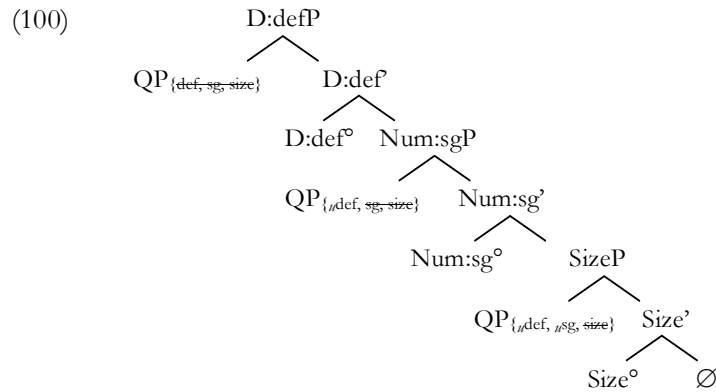 (100) D:defP
QP{def, sg, size} D:def’
D:def° Num:sgP
QP{udef, sg, size} Num:sg’
Num:sg° SizeP
QP{udef, usg, size} Size’
Size° ∅